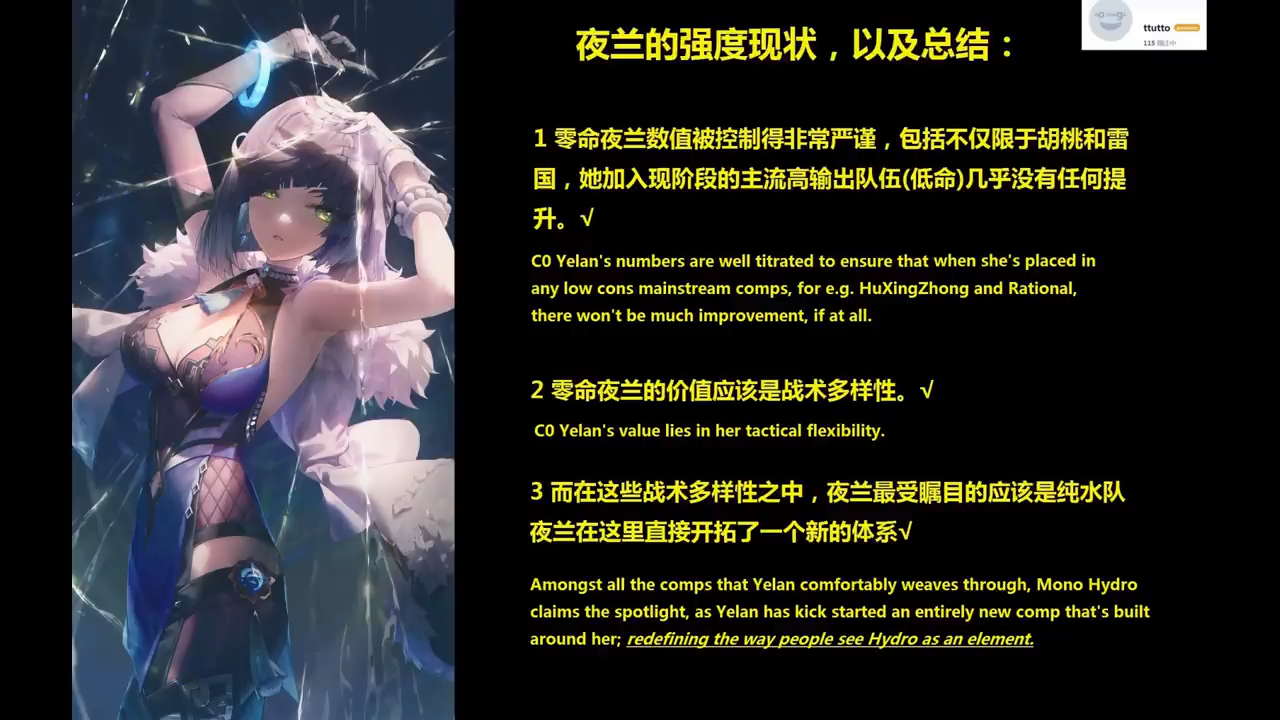 夜兰的强度现状，以及总结：
ttutto
115
1 零命夜兰数值被控制得非常严谨，包括不仅限于胡桃和雷
国，她加入现阶段的主流高输出队伍(低命)几乎没有任何提
升。√
C0 Yelan's numbers are well titrated to ensure that when she's placed in
any low cons mainstream comps, for e.g. HuXingZhong and Rational,
there won't be much improvement, if at all.
2 零命夜兰的价值应该是战术多样性。√
C0 Yelan's value lies in her tactical flexibility.
3 而在这些战术多样性之中，夜兰最受瞩目的应该是纯水队
夜兰在这里直接开拓了一个新的体系√
Amongst all the comps that Yelan comfortably weaves through, Mono Hydro
claims the spotlight, as Yelan has kick started an entirely new comp that's built
around her; redefining the way people see Hydro as an element.